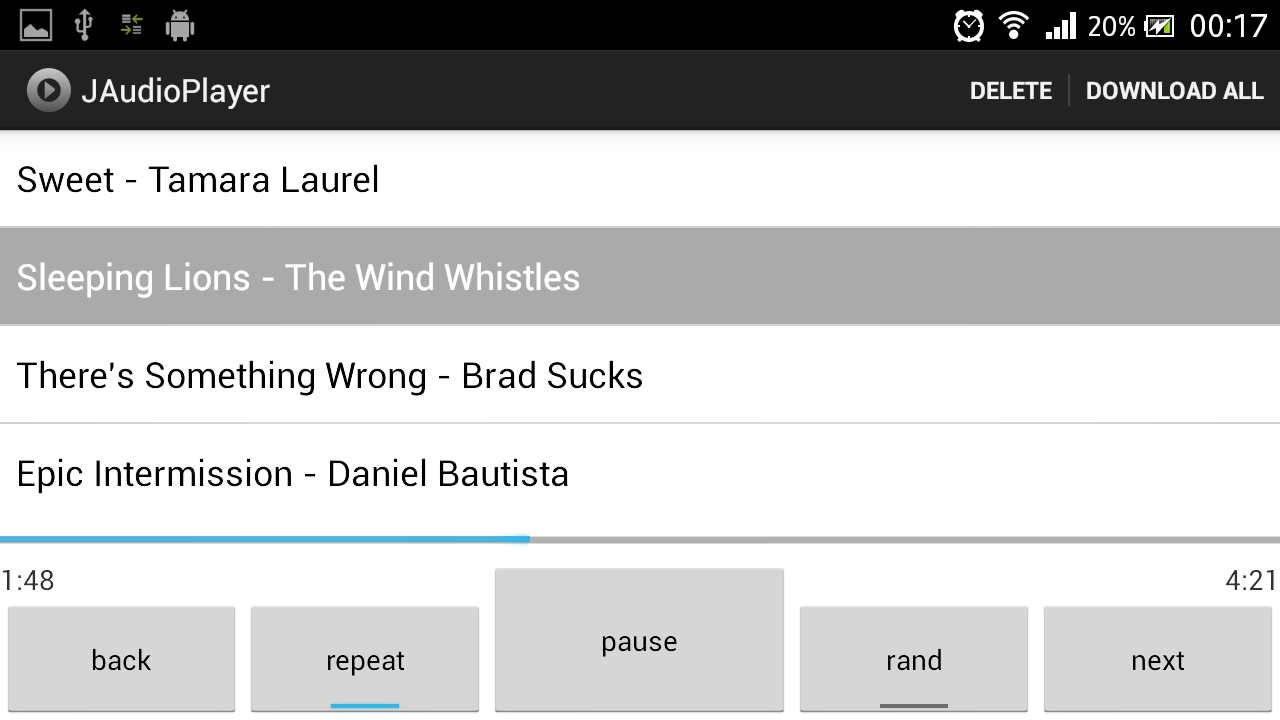 20% 00:17
JAudioPlayer DELETE DOWNLOAD ALL
Sweet - Tamara Laurel
Sleeping Lions - The Wind Whistles
There's Something Wrong - Brad Sucks
Epic Intermission - Daniel Bautista
1:48 4:21
back repeat pause rand next